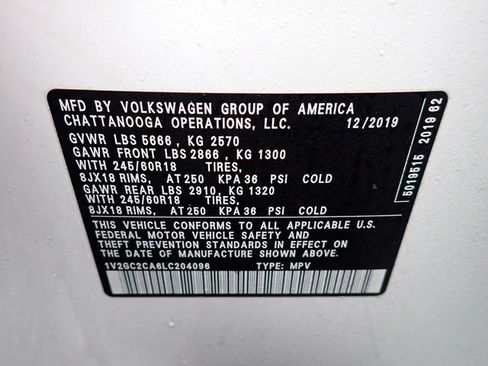 MFD BY VOLKSWAGEN GROUP OF AMERICA
CHATTANOOGA OPERATIONS, LLC. 12/2019
GVWR LBS 5666 , KG 2570
GAWR FRONT LBS 2866 , KG 1300
WITH 245/60R18 TIRES,
8JX18 RIMS, AT 250 KPA 36 PSI COLD
GAWR REAR LBS 2910, KG 1320
WITH 245/60R18 TIRES,
8JX18 RIMS, AT 250 KPA 36 PSI COLD
THIS VEHICLE CONFORMS TO ALL APPLICABLE U.S.
FEDERAL MOTOR VEHICLE SAFETY AND
THEFT PREVENTION STANDARDS IN EFFECT ON
THE DATE OF MANUFACTURE SHOWN ABOVE.
1V2GC2CA6LC204096 TYPE: MPV
5019515 2019 62